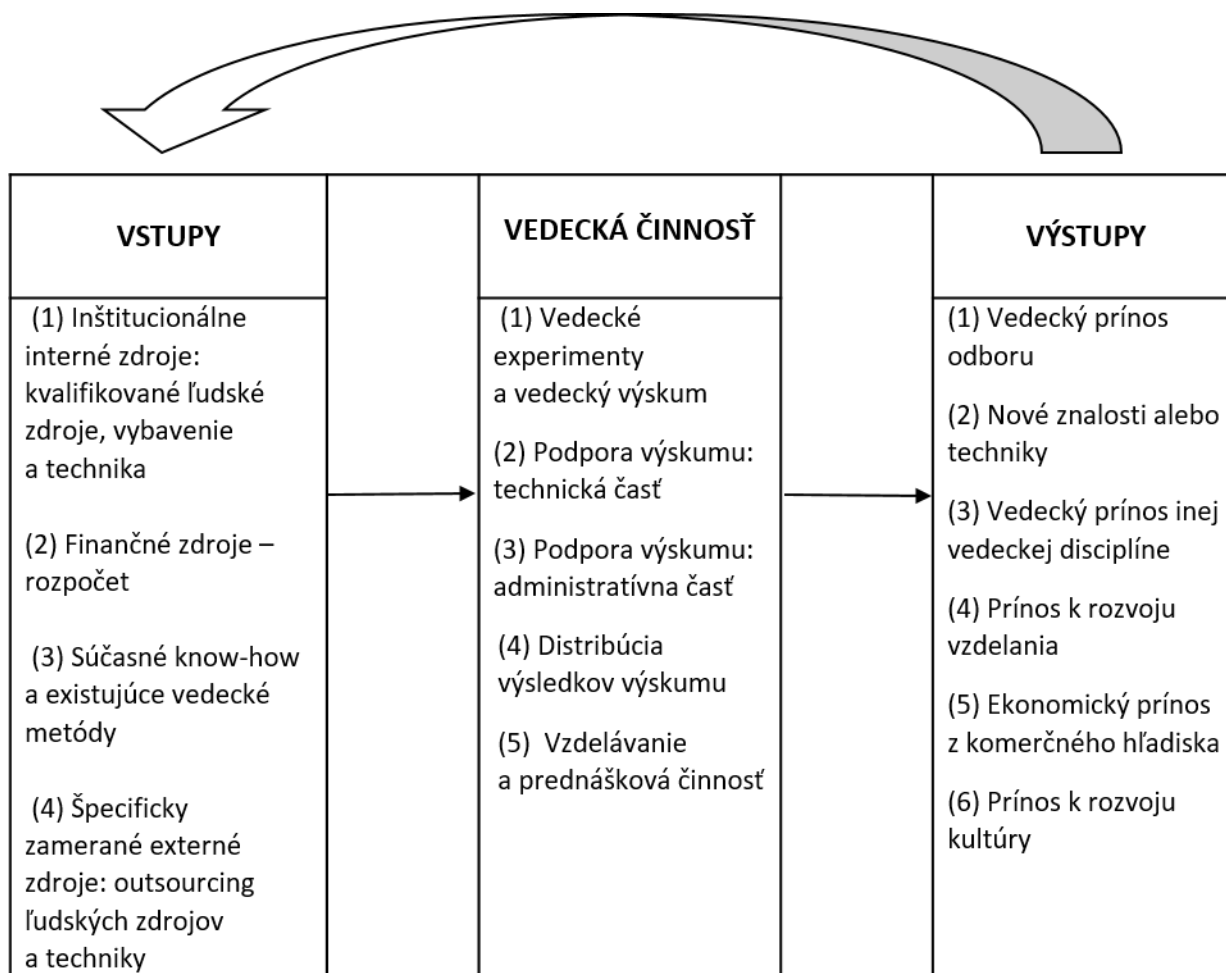 VSTUPY
(1) Inštitucionálne
interné zdroje:
kvalifikované ľudské
zdroje, vybavenie
a technika
(2) Finančné zdroje –
rozpočet
(3) Súčasné know-how
a existujúce vedecké
metódy
(4) Špecificky
zamerané externé
zdroje: outsourcing
ľudských zdrojov
a techniky
VEDECKÁ ČINNOSŤ
(1) Vedecké
experimenty
a vedecký výskum
(2) Podpora výskumu:
technická časť
(3) Podpora výskumu:
administratívna časť
(4) Distribúcia
výsledkov výskumu
(5) Vzdelávanie
a prednášková činnosť
VÝSTUPY
(1) Vedecký prínos
odboru
(2) Nové znalosti alebo
techniky
(3) Vedecký prínos inej
vedeckej disciplíne
(4) Prínos k rozvoju
vzdelania
(5) Ekonomický prínos
z komerčného hľadiska
(6) Prínos k rozvoju
kultúry